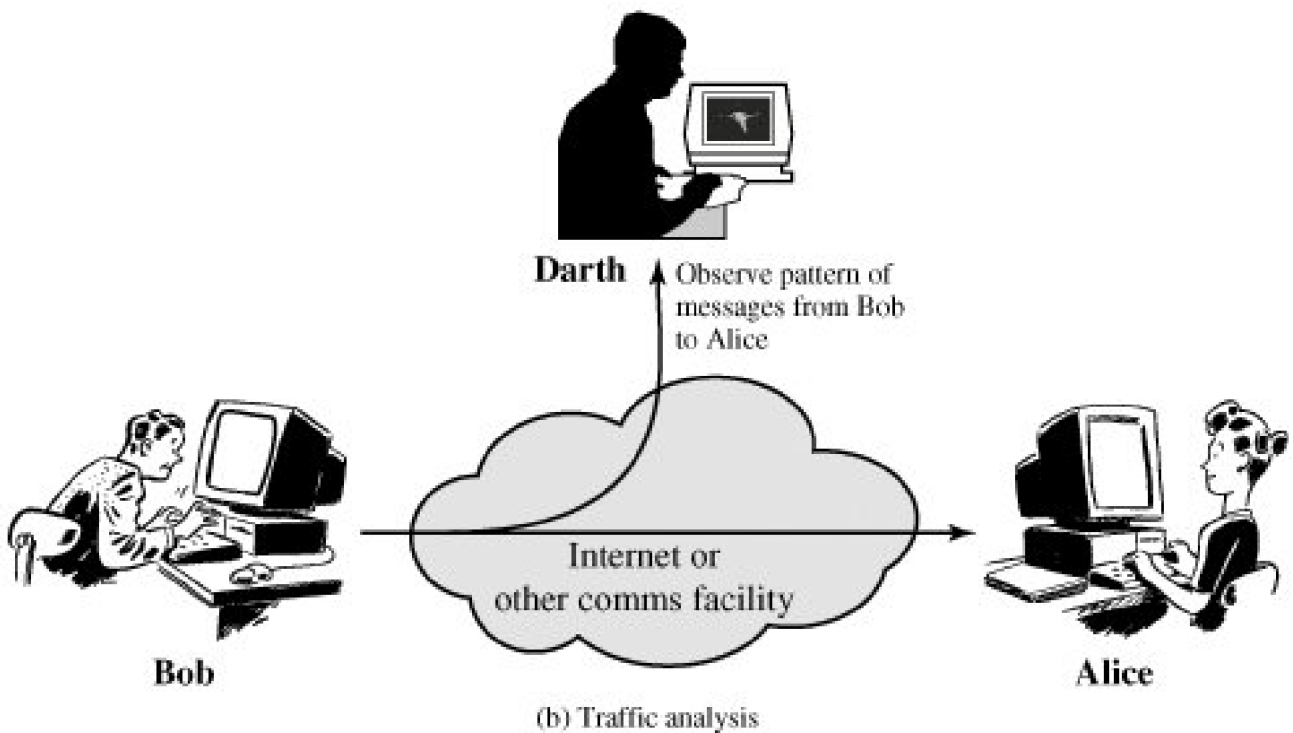 Darth
Observe pattern of
messages from Bob
to Alice
Internet or
other comms facility
Bob
Alice
(b) Traffic analysis